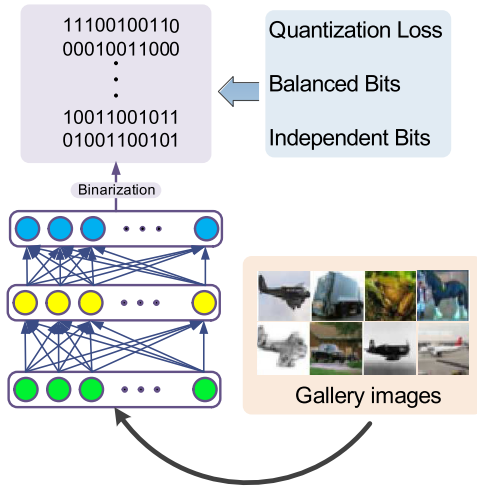 11100100110
00010011000
10011001011
01001100101
Quantization Loss
Balanced Bits
Independent Bits
Binarization
Gallery images